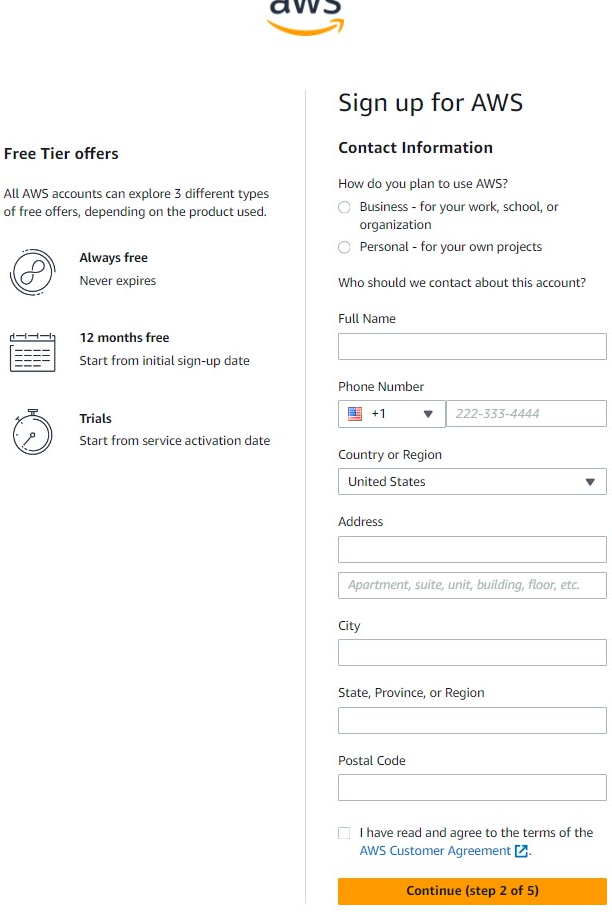 aws
Free Tier offers
All AWS accounts can explore 3 different types
of free offers, depending on the product used.
Always free
Never expires
12 months free
Start from initial sign-up date
Trials
Start from service activation date
Sign up for AWS
Contact Information
How do you plan to use AWS?
Business - for your work, school, or
organization
Personal - for your own projects
Who should we contact about this account?
Full Name
Phone Number
+1
222-333-4444
Country or Region
United States
Address
Apartment, suite, unit, building, floor, etc.
City
State, Province, or Region
Postal Code
I have read and agree to the terms of the
AWS Customer Agreement.
Continue (step 2 of 5)